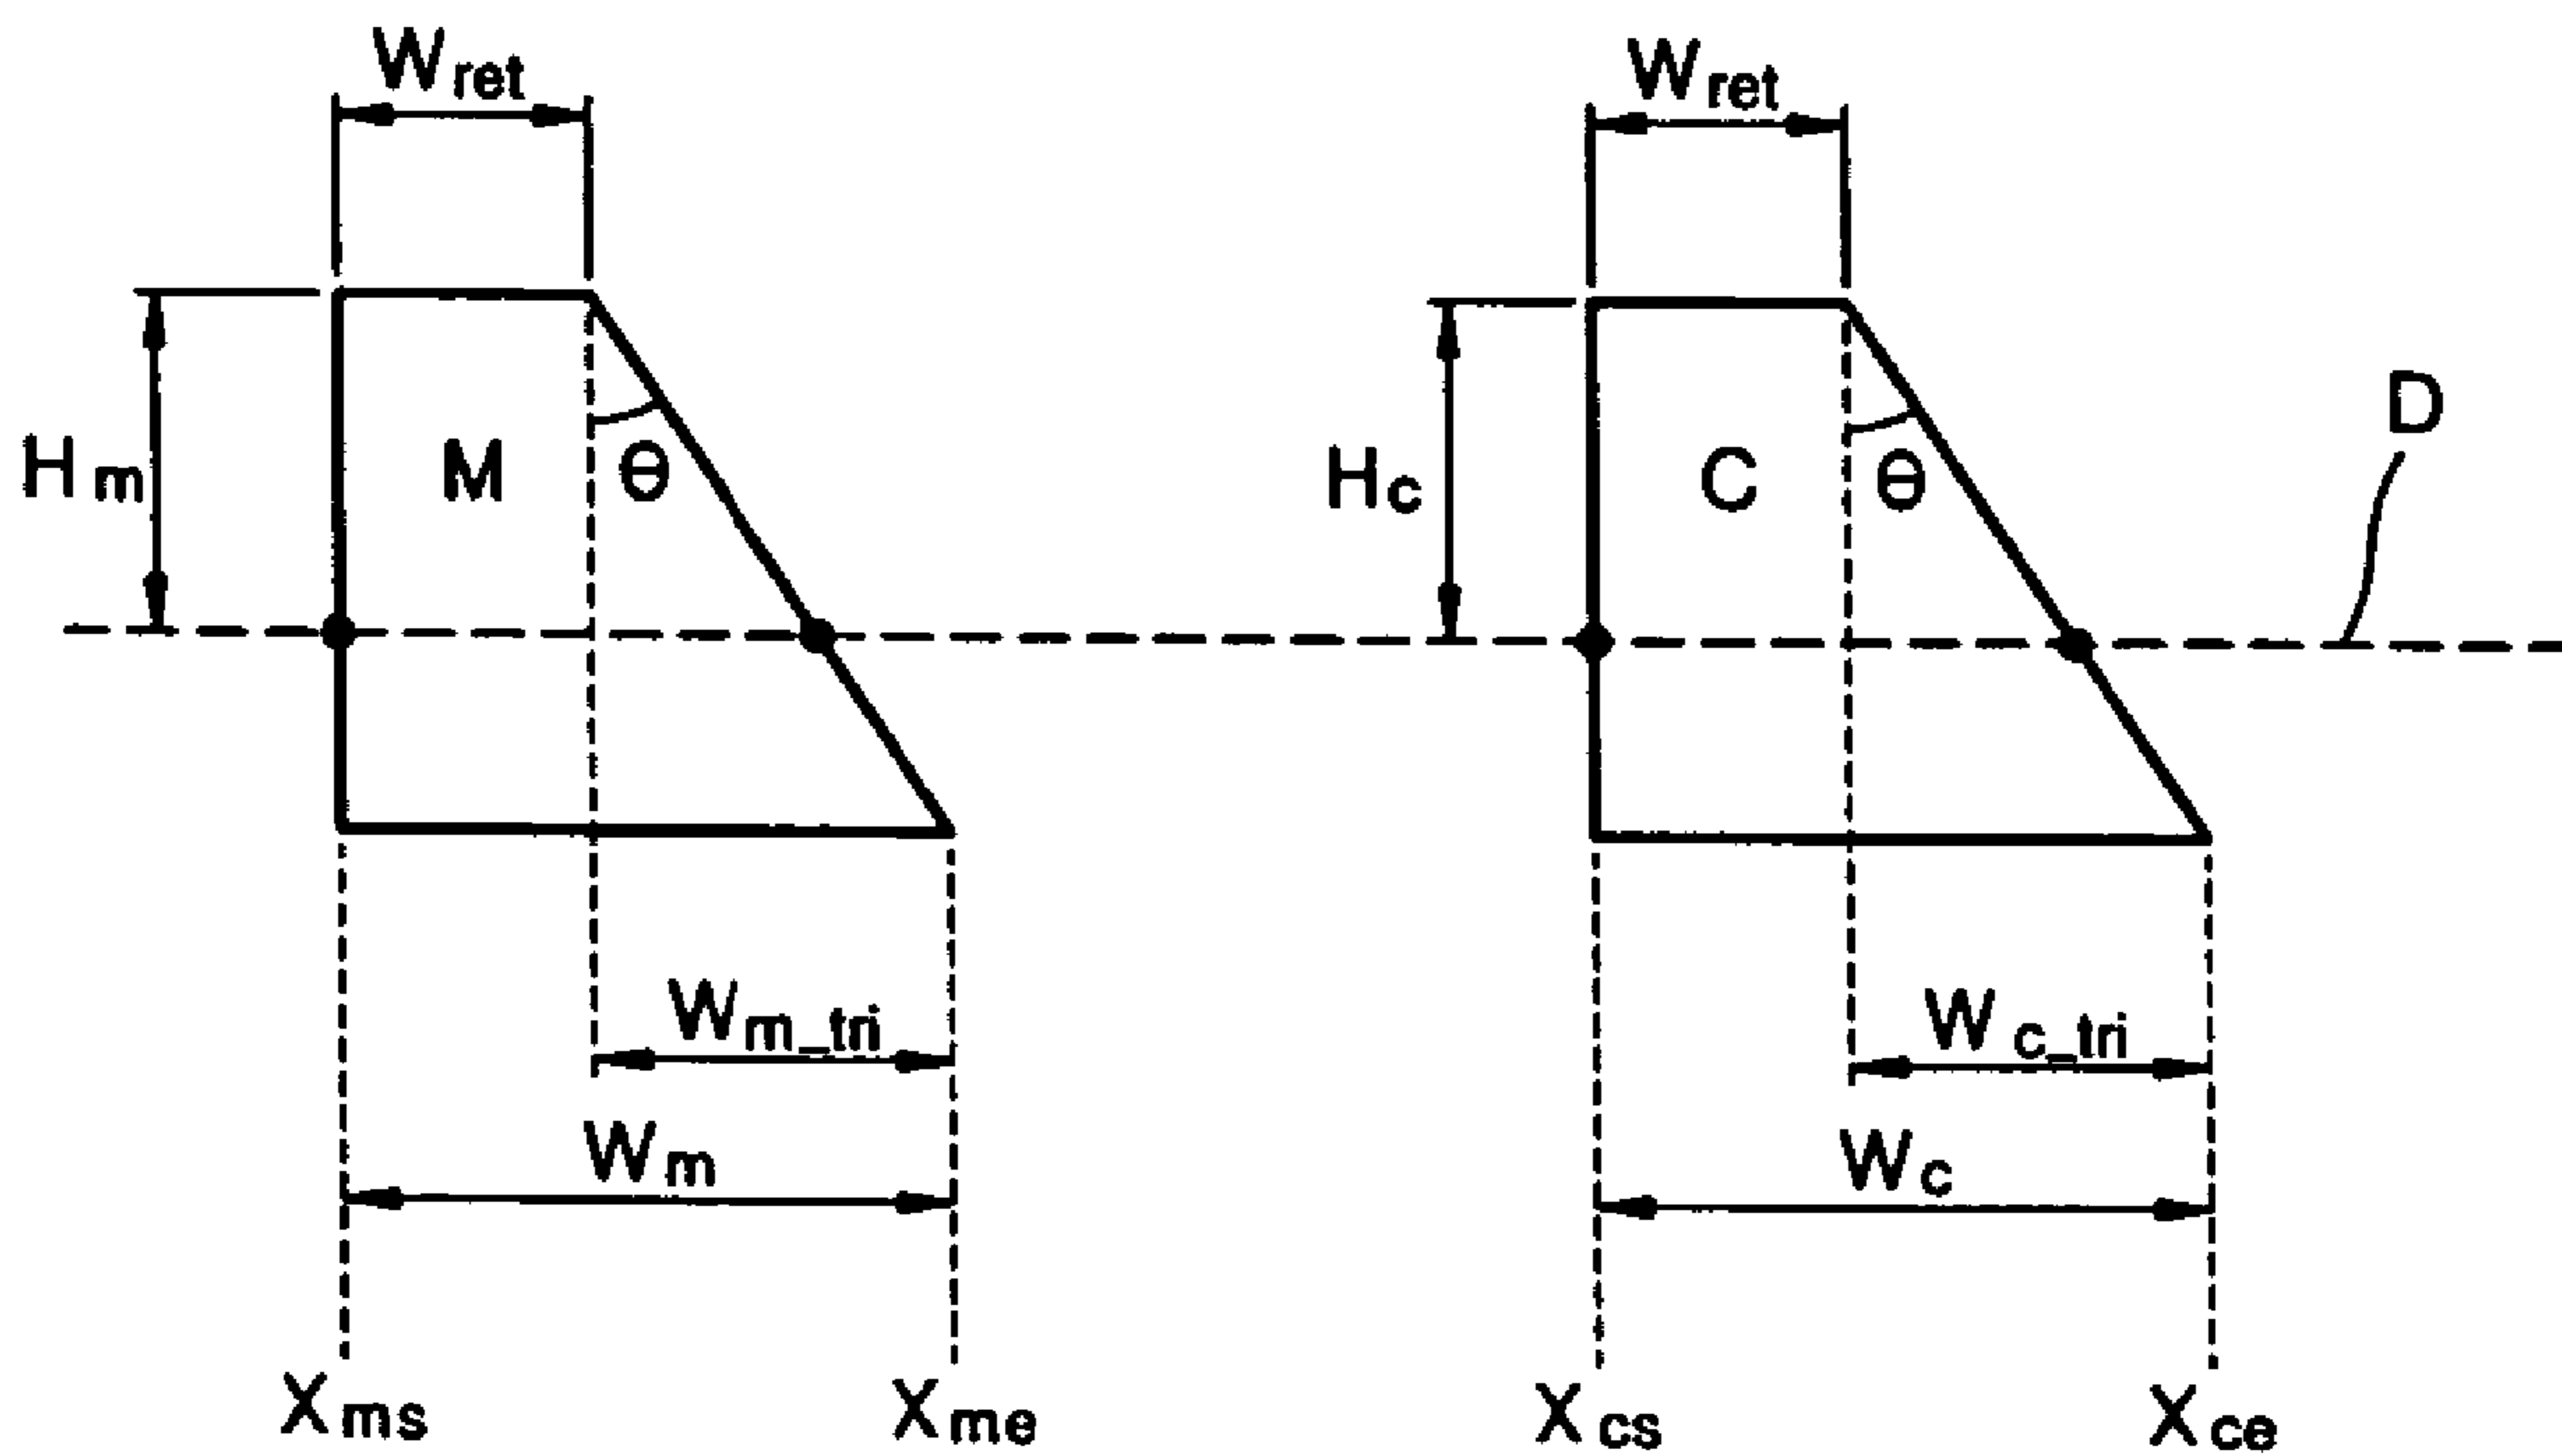 Wret
Wret
D
Hm
M
θ
Hc
C
θ
Wm_tri
Wc_tri
Wm
Wc
Xms
Xme
Xcs
Xce